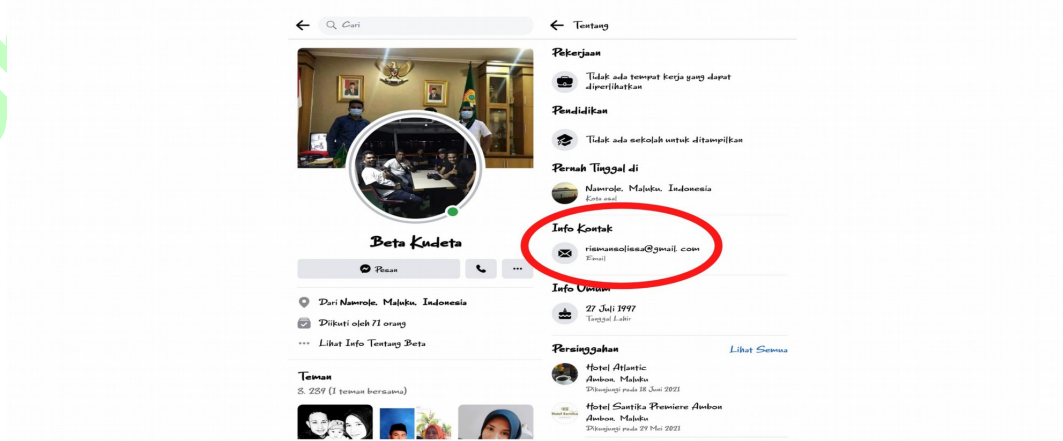 Cari
Beta Kudeta
Pesan
Dari Namrole, Maluku, Indonesia
Diikuti oleh 71 orang
Lihat Info Tentang Beta
Teman
3. 239 (1 teman bersama)
Tentang
Pekerjaan
Tidak ada tempat kerja yang dapat
diperlihatkan
Pendidikan
Tidak ada sekolah untuk ditampilkan
Pernah Tinggal di
Namrole, Maluku, Indonesia
Kota asal
Info Kontak
rismansolissa@gmail. com
Email
Info Umum
27 Juli 1997
Tanggal Lahir
Persinggahan
Lihat Semua
Hotel Atlantic
Ambon, Maluku
Dikunjungi pada 18 Juni 2021
Hotel Santika Premiere Ambon
Ambon, Maluku
Dikunjungi pada 29 Mei 2021